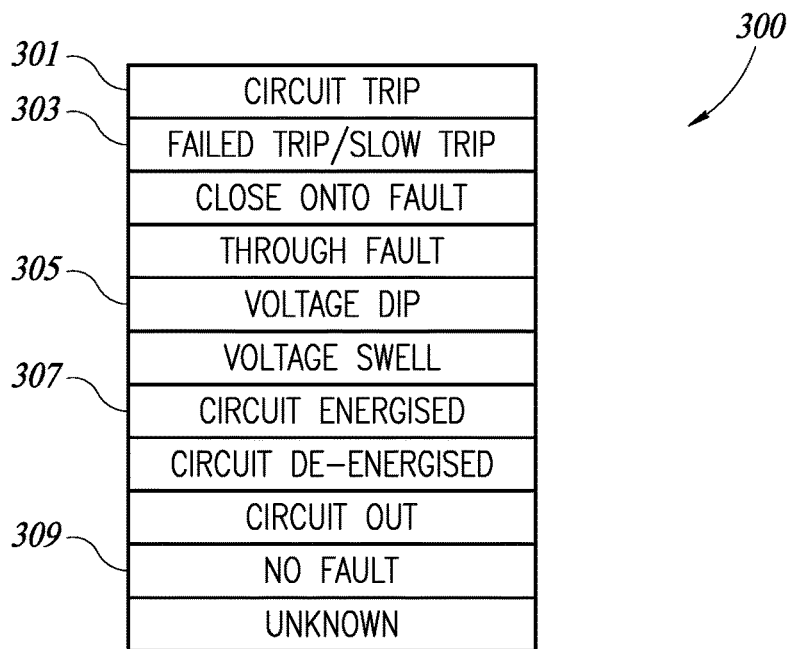 300
301
CIRCUIT TRIP
303
FAILED TRIP/SLOW TRIP
CLOSE ONTO FAULT
THROUGH FAULT
305
VOLTAGE DIP
VOLTAGE SWELL
307
CIRCUIT ENERGISED
CIRCUIT DE-ENERGISED
CIRCUIT OUT
309
NO FAULT
UNKNOWN